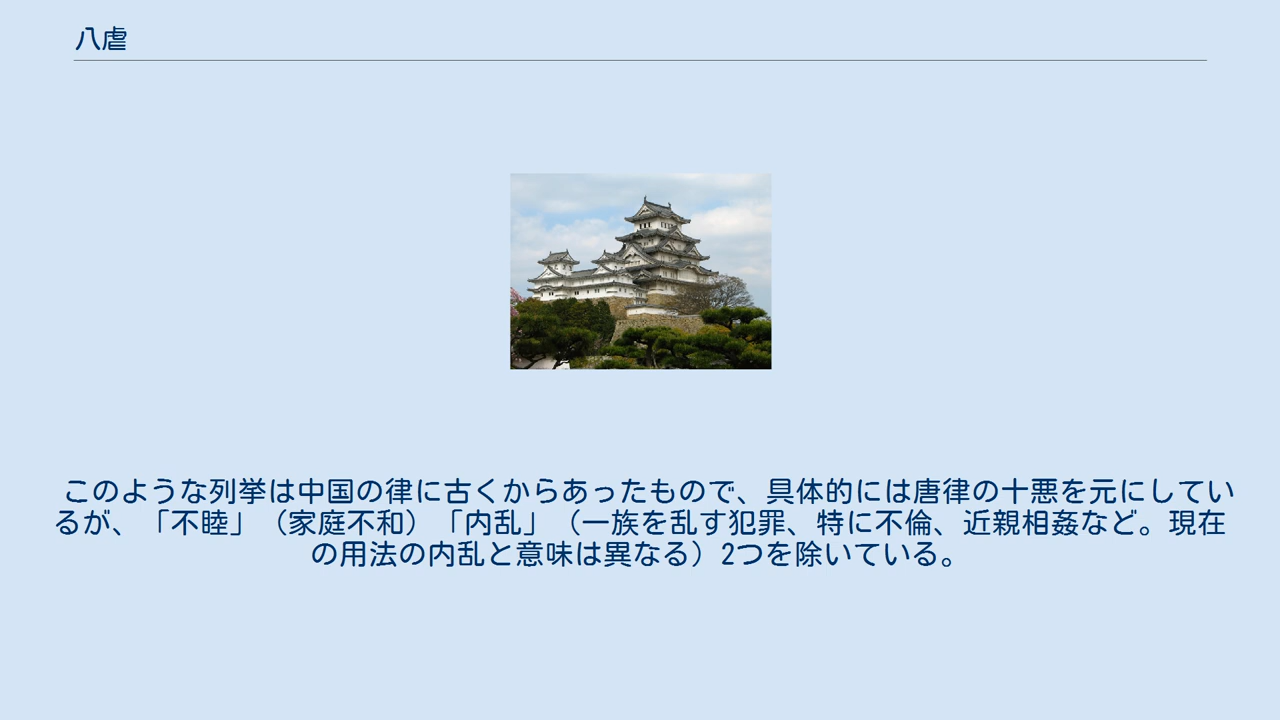 八虐
このような列挙は中国の律に古くからあったもので、具体的には唐律の十悪を元にしてい
るが、「不睦」（家庭不和）「内乱」（一族を乱す犯罪、特に不倫、近親相姦など。現在
の用法の内乱と意味は異なる）2つを除いている。